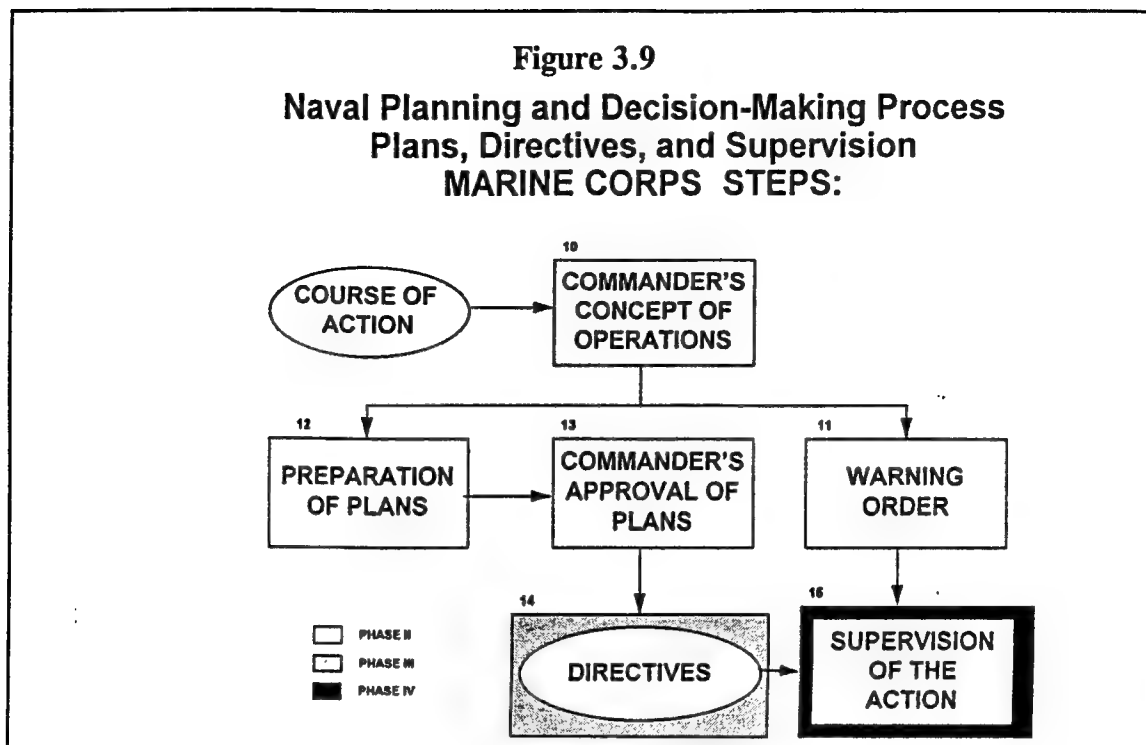 Figure 3.9
Naval Planning and Decision-Making Process
Plans, Directives, and Supervision
MARINE CORPS STEPS:
10
COURSE OF
ACTION
COMMANDER'S
CONCEPT OF
OPERATIONS
12
PREPARATION
OF PLANS
13
COMMANDER'S
APPROVAL OF
PLANS
11
WARNING
ORDER
14
DIRECTIVES
15
SUPERVISION
OF THE
ACTION
PHASE II
PHASE III
PHASE IV